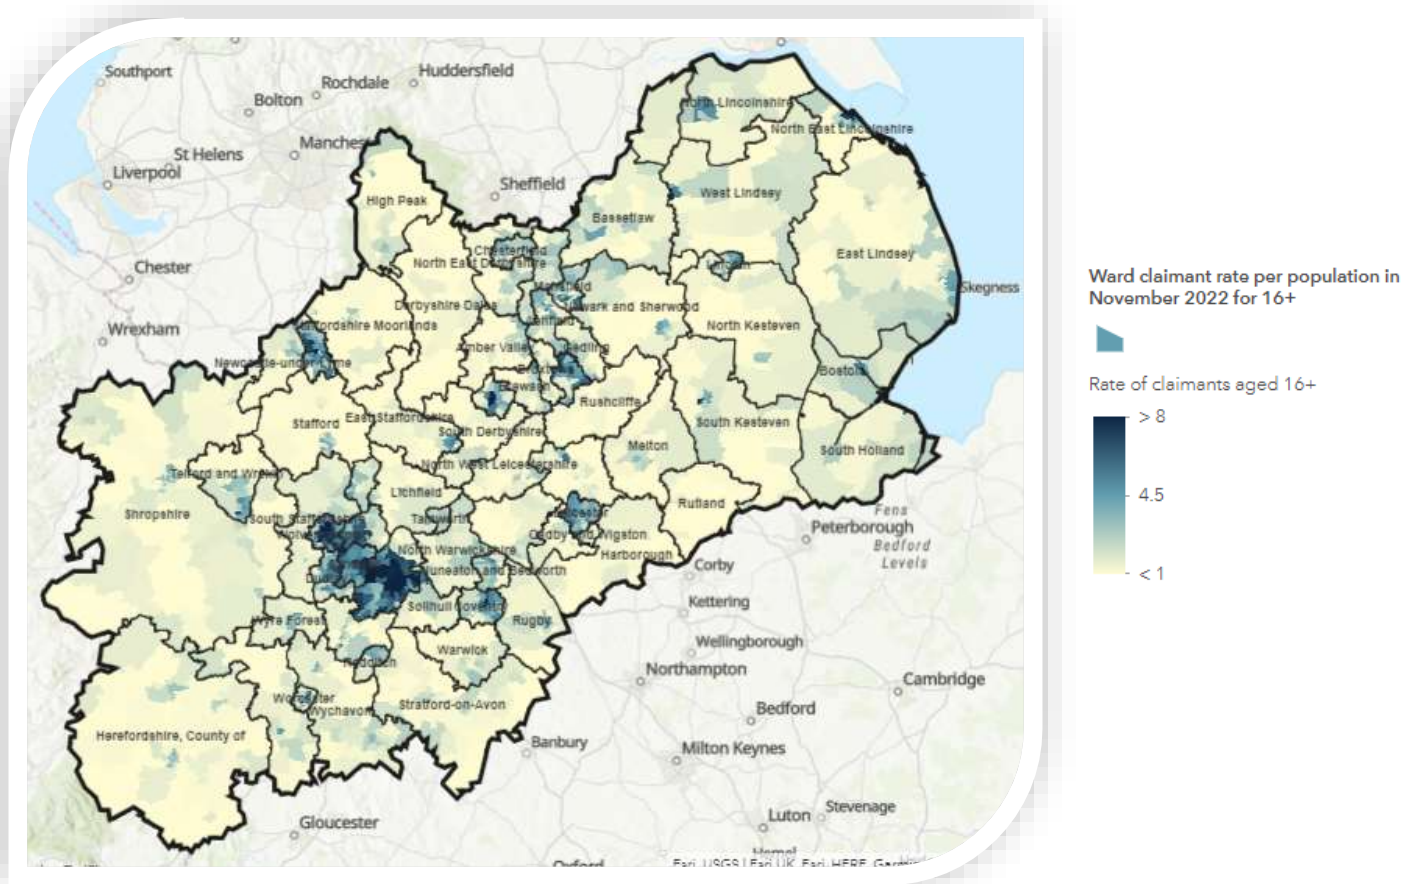 Southport
Rochdale
Huddersfield
Bolton
Manches
St Helens
Liverpool
Sheffield
North Lincolnshire
North East Lincolnshire
West Lindsey
High Peak
Bassetlaw
Chesterfield
North East Derbyshire
East Lindsey
Chester
Skegness
Mansfield
Derbyshire Dales
Newark and Sherwood
Staffordshire Moorlands
North Kesteven
Wrexham
Amber Valley
Gedling
Newcastle-under-Lyme
Boston
Rushcliffe
Stafford
East Staffordshire
South Derbyshire
South Kesteven
Melton
South Holland
North West Leicestershire
Telford and Wrekin
Lichfield
Rutland
Shropshire
South Staffordshire
Tamworth
Oadby and Wigston
Fens
Peterborough
Bedford
Levels
North Warwickshire
Harborough
Corby
Nuneaton and Bedworth
Solihull
Coventry
Kettering
Wyre Forest
Rugby
Wellingborough
Warwick
Redditch
Northampton
Cambridge
Worcester
Wychavon
Stratford-on-Avon
Bedford
Herefordshire, County of
Banbury
Milton Keynes
Gloucester
Luton
Stevenage
Ward claimant rate per population in
November 2022 for 16+
Rate of claimants aged 16+
> 8
4.5
< 1